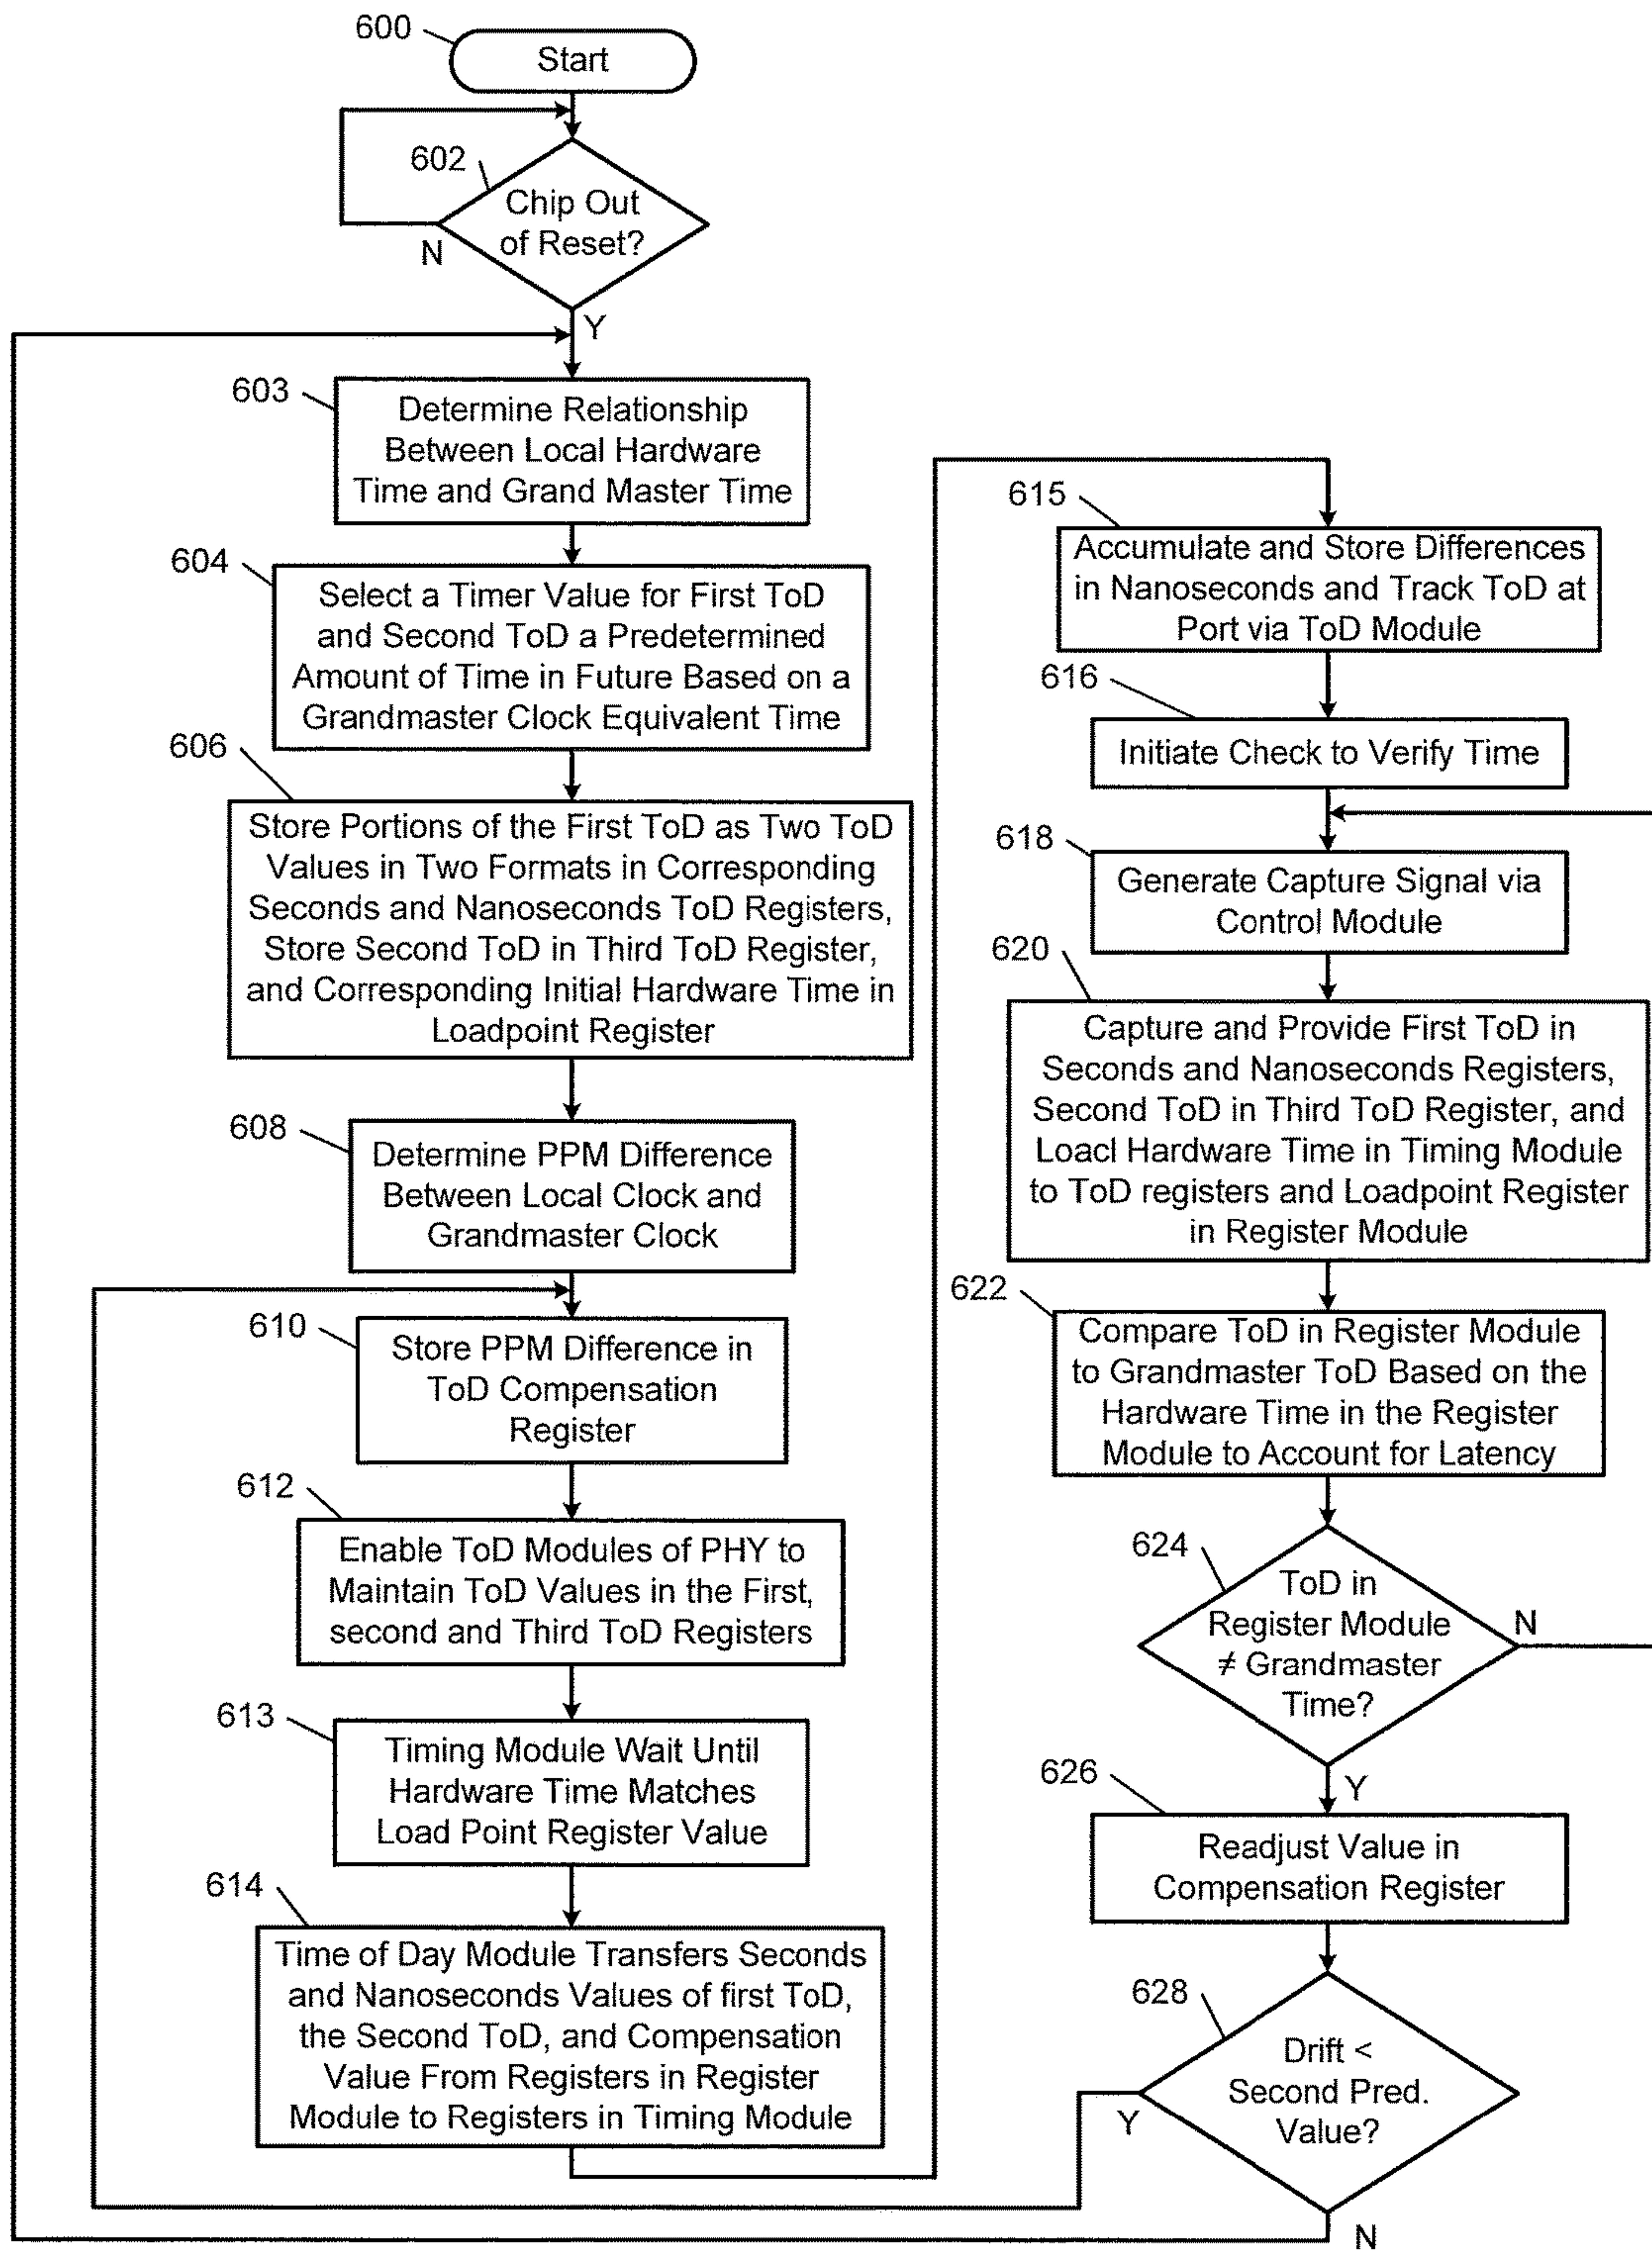 600
Start
602
Chip Out
of Reset?
N
Y
603
Determine Relationship
Between Local Hardware
Time and Grand Master Time
604
Select a Timer Value for First ToD
and Second ToD a Predetermined
Amount of Time in Future Based on a
Grandmaster Clock Equivalent Time
606
Store Portions of the First ToD as Two ToD
Values in Two Formats in Corresponding
Seconds and Nanoseconds ToD Registers,
Store Second ToD in Third ToD Register,
and Corresponding Initial Hardware Time in
Loadpoint Register
608
Determine PPM Difference
Between Local Clock and
Grandmaster Clock
610
Store PPM Difference in
ToD Compensation
Register
612
Enable ToD Modules of PHY to
Maintain ToD Values in the First,
second and Third ToD Registers
613
Timing Module Wait Until
Hardware Time Matches
Load Point Register Value
614
Time of Day Module Transfers Seconds
and Nanoseconds Values of first ToD,
the Second ToD, and Compensation
Value From Registers in Register
Module to Registers in Timing Module
615
Accumulate and Store Differences
in Nanoseconds and Track ToD at
Port via ToD Module
616
Initiate Check to Verify Time
618
Generate Capture Signal via
Control Module
620
Capture and Provide First ToD in
Seconds and Nanoseconds Registers,
Second ToD in Third ToD Register, and
Loacl Hardware Time in Timing Module
to ToD registers and Loadpoint Register
in Register Module
622
Compare ToD in Register Module
to Grandmaster ToD Based on the
Hardware Time in the Register
Module to Account for Latency
624
ToD in
Register Module
≠ Grandmaster
Time?
N
Y
626
Readjust Value in
Compensation Register
628
Drift <
Second Pred.
Value?
Y
N